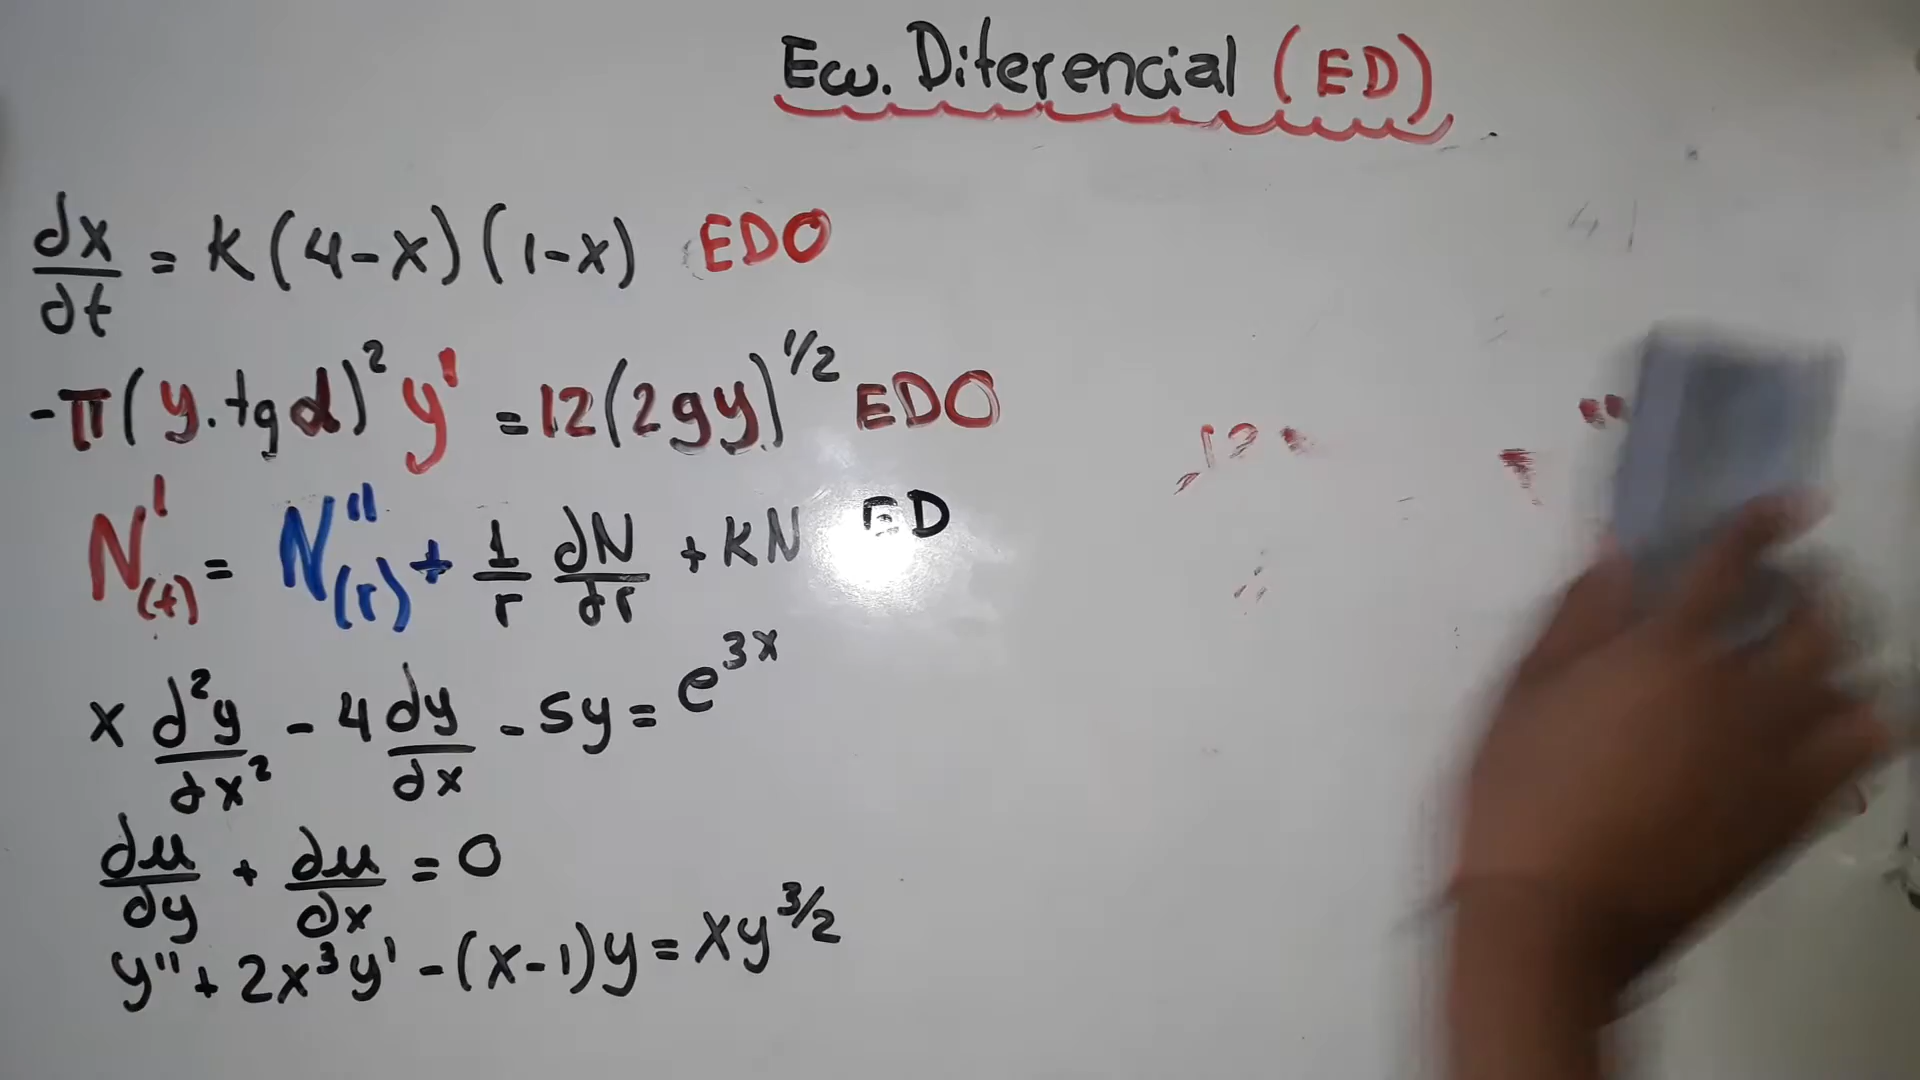 Ecu. Diferencial (ED)
dx/dt = K(4-x)(1-x) EDO
-π(y.tgα)² y' = 12(2gy)^1/2 EDO
N'(t) = N''(r) + 1/r dN/dr + KN ED
x d²y/dx² - 4 dy/dx - 5y = e^3x
du/dy + du/dx = 0
y'' + 2x³y' - (x-1)y = xy^3/2